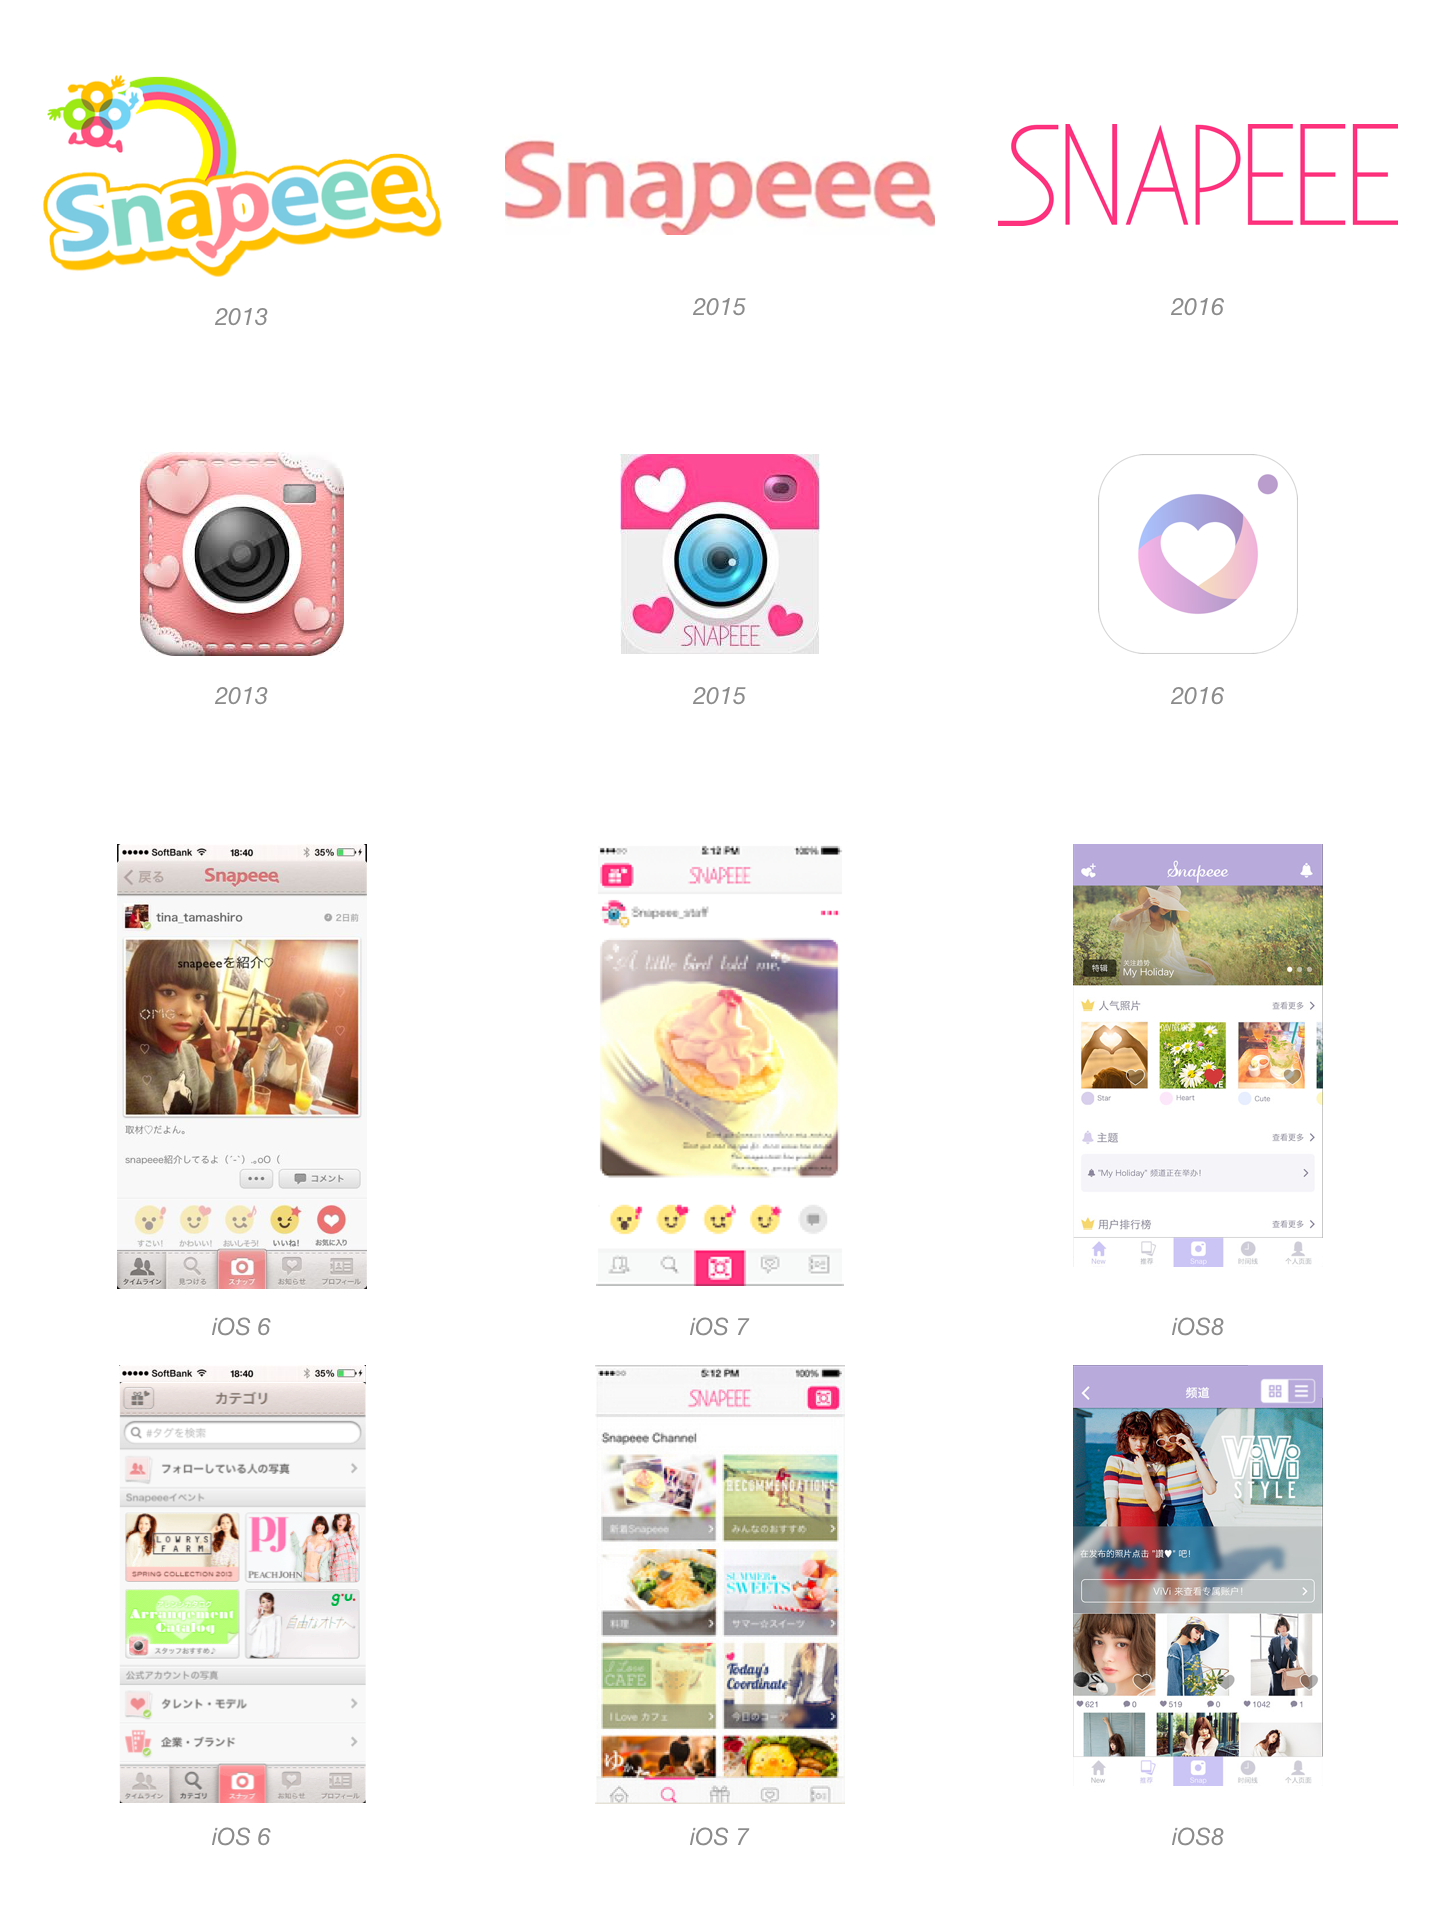 Snapeee
2013
Snapeee
2015
SNAPEEE
2016
2013
SNAPEEE
2015
2016
SoftBank 18:40 35%
戻る Snapeee
tina_tamashiro 2日前
snapeeeを紹介♡
OMG
取材♡だよん。
snapeee紹介してるよ（´-`）.｡oO（
コメント
すごい! かわいい! おいしそう! いいね! お気に入り
タイムライン 見つける スナップ お知らせ プロフィール
iOS 6
5:12 PM 100%
SNAPEEE
Snapeee_staff
A little bird told me.
iOS 7
Snapeee
特辑
关注趋势
My Holiday
人气照片 查看更多
Star Heart Cute
主题 查看更多
"My Holiday" 频道正在举办!
用户排行榜 查看更多
New 推荐 Snap 时间线 个人页面
iOS8
SoftBank 18:40 35%
カテゴリ
#タグを検索
フォローしている人の写真
Snapeeeイベント
LOWRYS
FARM
SPRING COLLECTION 2013
PJ
PEACH JOHN
Arrangement
Catalog
スタッフおすすめ♪
g.u.
自由なオトナへ
公式アカウントの写真
タレント・モデル
企業・ブランド
タイムライン カテゴリ スナップ お知らせ プロフィール
iOS 6
5:12 PM 100%
SNAPEEE
Snapeee Channel
新着Snapeee
RECOMMENDATIONS
みんなのおすすめ
料理
SUMMER
SWEETS
サマー☆スイーツ
I Love
CAFE
I Love カフェ
Today's
Coordinate
今日のコーデ
iOS 7
频道
ViVi
STYLE
在发布的照片点击 "讚♥" 吧!
ViVi 来查看专属账户!
621 0 519 0 1042 1
New 推荐 Snap 时间线 个人页面
iOS8